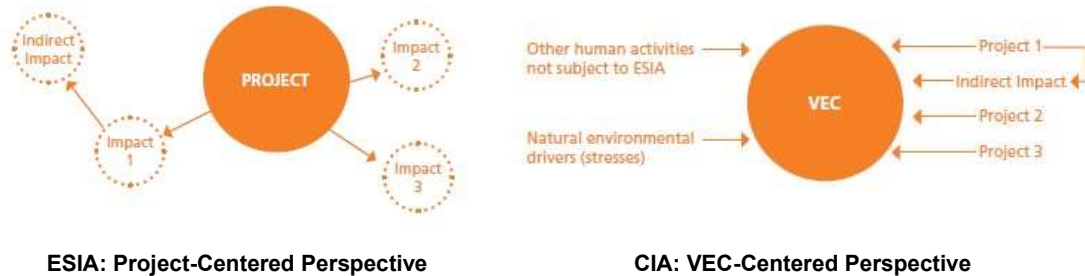 Indirect
Impact
PROJECT
Impact
2
Impact
1
Impact
3
ESIA: Project-Centered Perspective
Other human activities
not subject to ESIA
Natural environmental
drivers (stresses)
VEC
Project 1
Indirect Impact
Project 2
Project 3
CIA: VEC-Centered Perspective